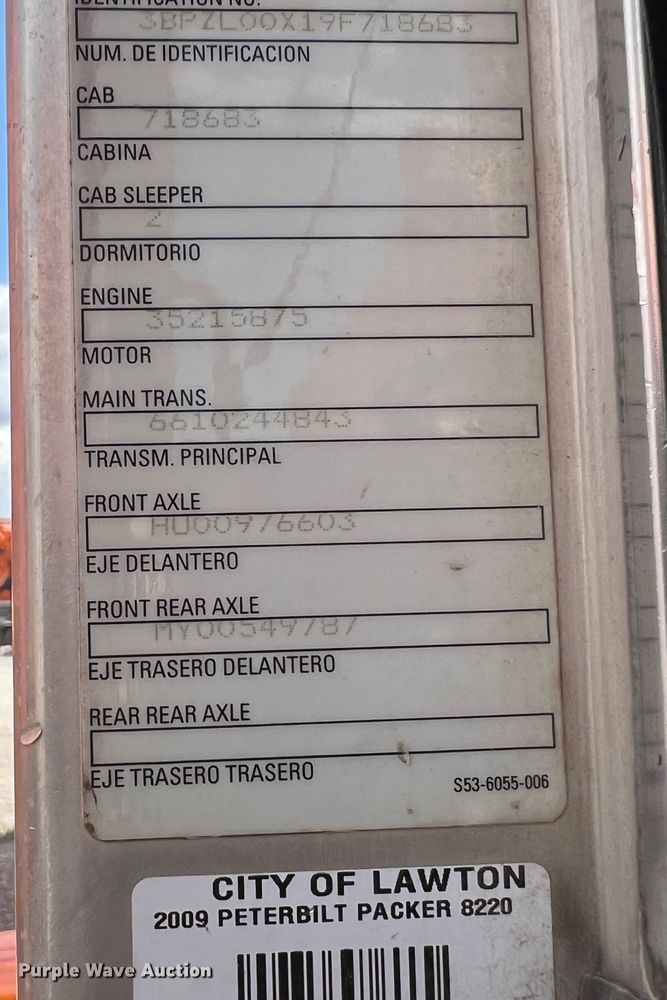 IDENTIFICATION NO.
3BPZL00X19F718683
NUM. DE IDENTIFICACION
CAB
718683
CABINA
CAB SLEEPER
2
DORMITORIO
ENGINE
35215875
MOTOR
MAIN TRANS.
6610244843
TRANSM. PRINCIPAL
FRONT AXLE
HU00976603
EJE DELANTERO
FRONT REAR AXLE
MY00549787
EJE TRASERO DELANTERO
REAR REAR AXLE
EJE TRASERO TRASERO
S53-6055-006
CITY OF LAWTON
2009 PETERBILT PACKER 8220
Purple Wave Auction